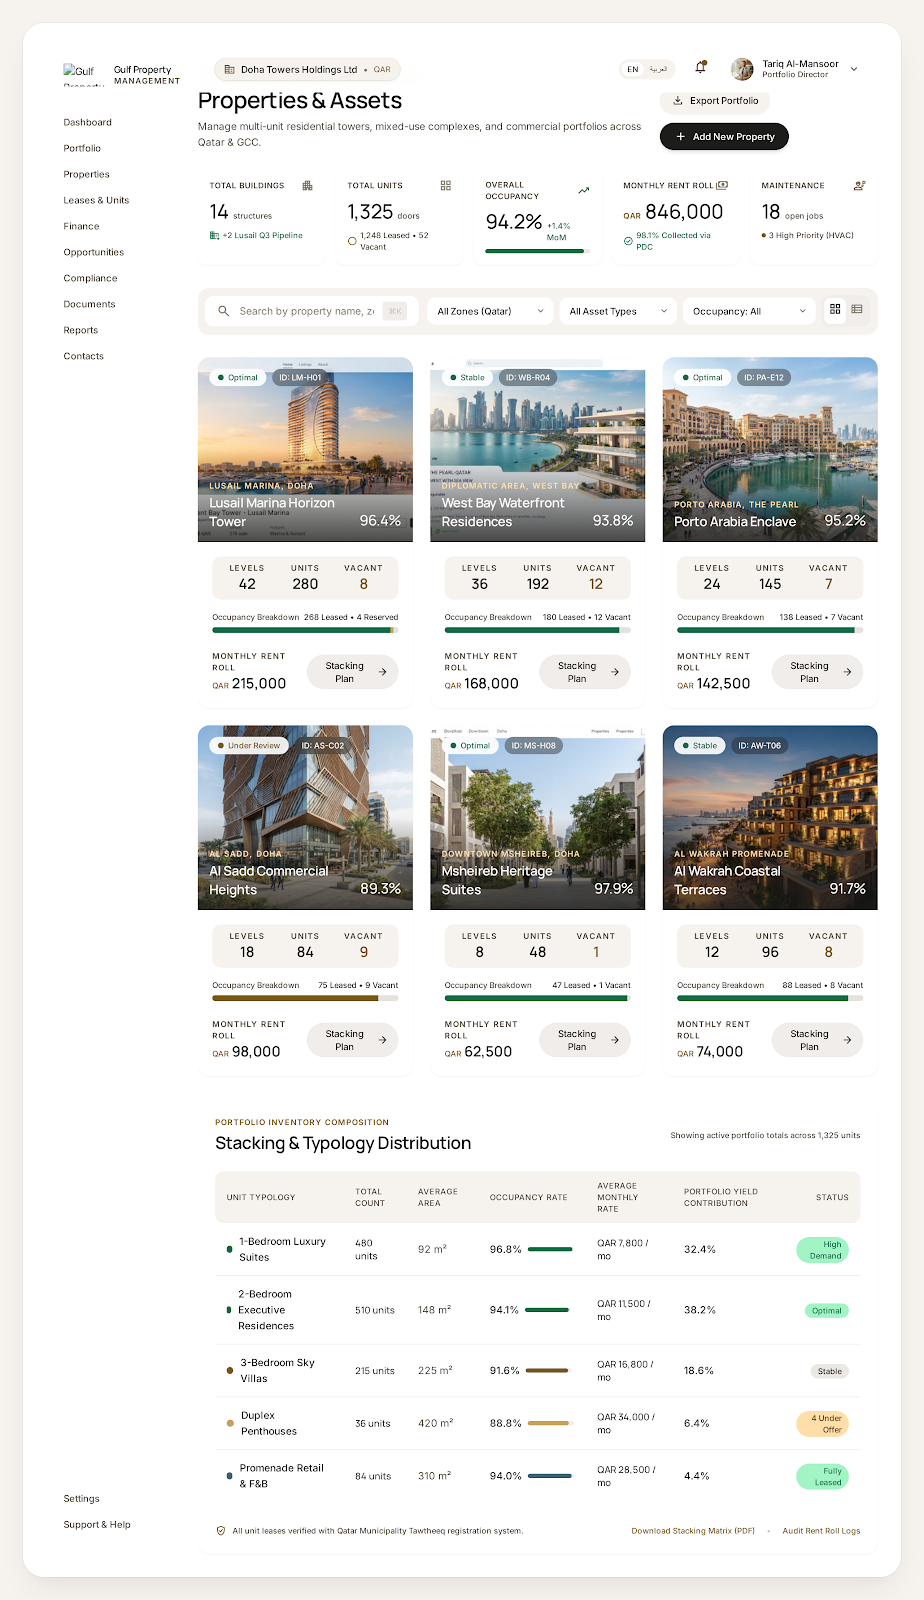 Gulf Property
Gulf Property
MANAGEMENT
Doha Towers Holdings Ltd • QAR
EN العربية
Tariq Al-Mansoor
Portfolio Director
Dashboard
Portfolio
Properties
Leases & Units
Finance
Opportunities
Compliance
Documents
Reports
Contacts
Settings
Support & Help
Properties & Assets
Manage multi-unit residential towers, mixed-use complexes, and commercial portfolios across
Qatar & GCC.
Export Portfolio
Add New Property
TOTAL BUILDINGS
14 structures
+2 Lusail Q3 Pipeline
TOTAL UNITS
1,325 doors
1,248 Leased • 52
Vacant
OVERALL
OCCUPANCY
94.2% +1.4%
MoM
MONTHLY RENT ROLL
QAR 846,000
98.1% Collected via
PDC
MAINTENANCE
18 open jobs
3 High Priority (HVAC)
Search by property name, z
⌘K
All Zones (Qatar)
All Asset Types
Occupancy: All
Optimal
ID: LM-H01
LUSAIL MARINA, DOHA
Lusail Marina Horizon
Tower
96.4%
LEVELS UNITS VACANT
42 280 8
Occupancy Breakdown 268 Leased • 4 Reserved
MONTHLY RENT
ROLL
QAR 215,000
Stacking
Plan
Stable
ID: WB-R04
DIPLOMATIC AREA, WEST BAY
West Bay Waterfront
Residences
93.8%
LEVELS UNITS VACANT
36 192 12
Occupancy Breakdown 180 Leased • 12 Vacant
MONTHLY RENT
ROLL
QAR 168,000
Stacking
Plan
Optimal
ID: PA-E12
PORTO ARABIA, THE PEARL
Porto Arabia Enclave
95.2%
LEVELS UNITS VACANT
24 145 7
Occupancy Breakdown 138 Leased • 7 Vacant
MONTHLY RENT
ROLL
QAR 142,500
Stacking
Plan
Under Review
ID: AS-C02
AL SADD, DOHA
Al Sadd Commercial
Heights
89.3%
LEVELS UNITS VACANT
18 84 9
Occupancy Breakdown 75 Leased • 9 Vacant
MONTHLY RENT
ROLL
QAR 98,000
Stacking
Plan
Optimal
ID: MS-H08
DOWNTOWN MSHEIREB, DOHA
Msheireb Heritage
Suites
97.9%
LEVELS UNITS VACANT
8 48 1
Occupancy Breakdown 47 Leased • 1 Vacant
MONTHLY RENT
ROLL
QAR 62,500
Stacking
Plan
Stable
ID: AW-T06
AL WAKRAH PROMENADE
Al Wakrah Coastal
Terraces
91.7%
LEVELS UNITS VACANT
12 96 8
Occupancy Breakdown 88 Leased • 8 Vacant
MONTHLY RENT
ROLL
QAR 74,000
Stacking
Plan
PORTFOLIO INVENTORY COMPOSITION
Stacking & Typology Distribution
Showing active portfolio totals across 1,325 units
UNIT TYPOLOGY
TOTAL
COUNT
AVERAGE
AREA
OCCUPANCY RATE
AVERAGE
MONTHLY
RATE
PORTFOLIO YIELD
CONTRIBUTION
STATUS
1-Bedroom Luxury
Suites
480
units
92 m²
96.8%
QAR 7,800 /
mo
32.4%
High
Demand
2-Bedroom
Executive
Residences
510 units
148 m²
94.1%
QAR 11,500 /
mo
38.2%
Optimal
3-Bedroom Sky
Villas
215 units
225 m²
91.6%
QAR 16,800 /
mo
18.6%
Stable
Duplex
Penthouses
36 units
420 m²
88.8%
QAR 34,000 /
mo
6.4%
4 Under
Offer
Promenade Retail
& F&B
84 units
310 m²
94.0%
QAR 28,500 /
mo
4.4%
Fully
Leased
All unit leases verified with Qatar Municipality Tawtheeq registration system.
Download Stacking Matrix (PDF) • Audit Rent Roll Logs